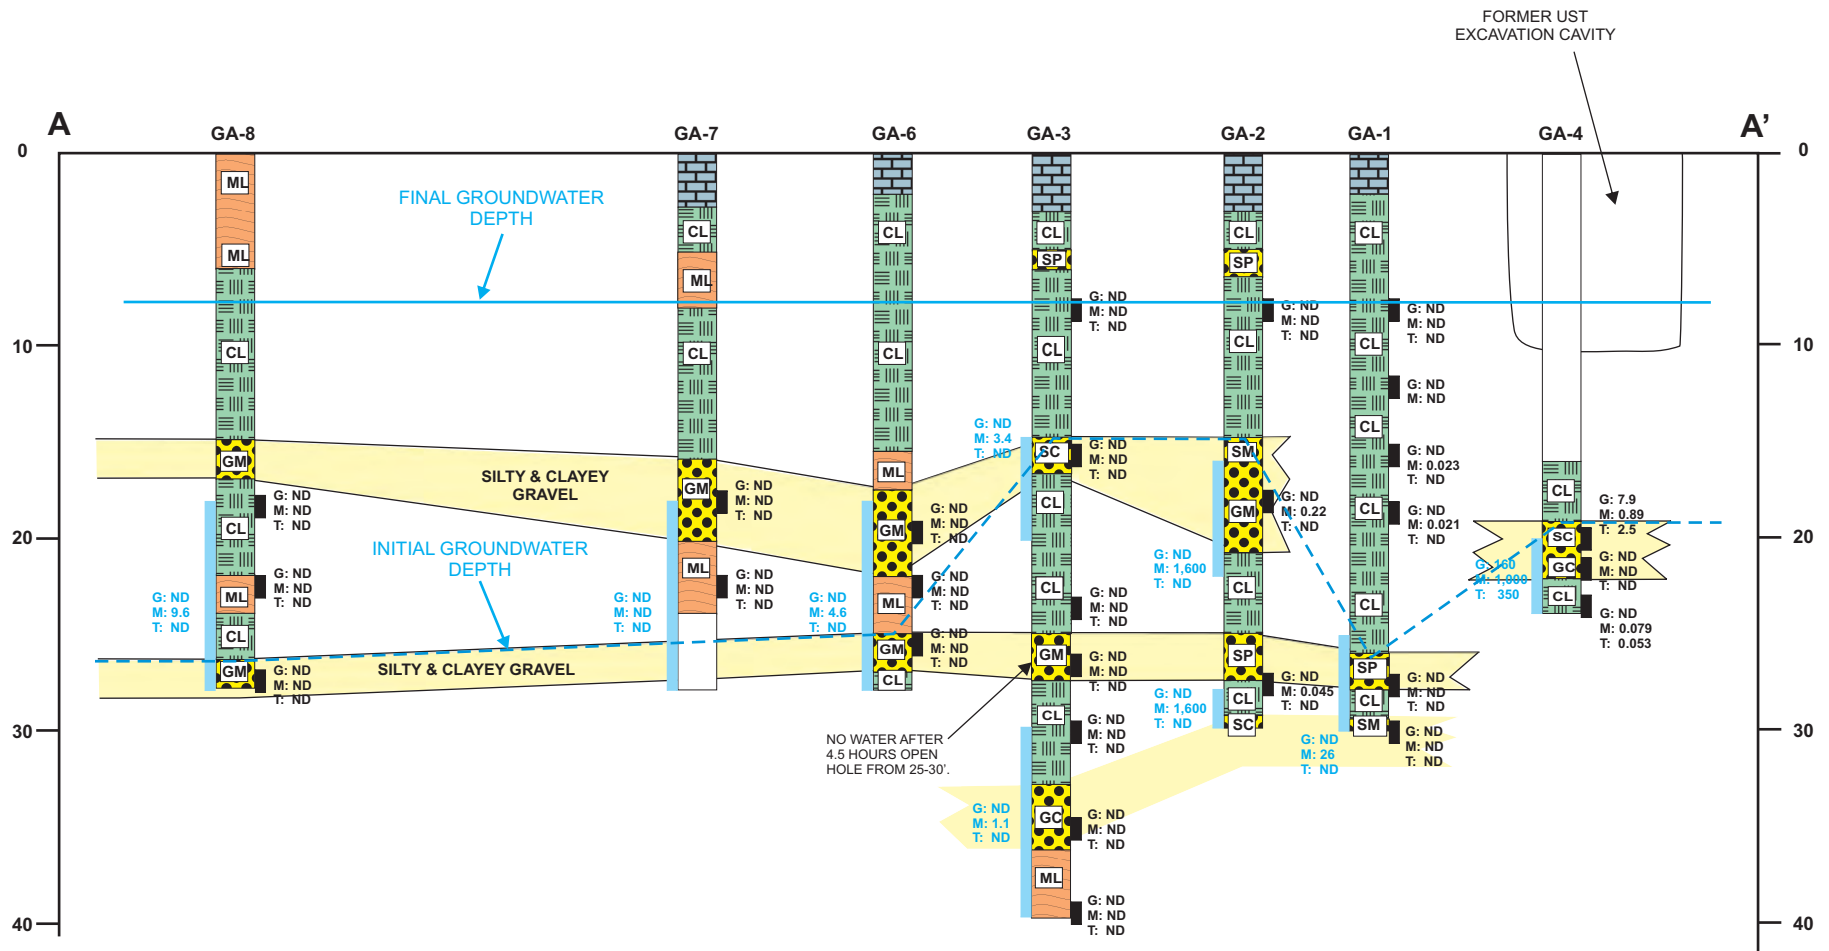 FORMER UST
EXCAVATION CAVITY
A
A’
GA-8
GA-7
GA-6
GA-3
GA-2
GA-1
GA-4
0
10
20
30
40
0
10
20
30
40
FINAL GROUNDWATER
DEPTH
INITIAL GROUNDWATER
DEPTH
SILTY & CLAYEY
GRAVEL
SILTY & CLAYEY GRAVEL
NO WATER AFTER
4.5 HOURS OPEN
HOLE FROM 25-30’.
ML
ML
CL
GM
CL
ML
CL
GM
G: ND
M: ND
T: ND
G: ND
M: ND
T: ND
G: ND
M: ND
T: ND
G: ND
M: 9.6
T: ND
CL
ML
CL
GM
ML
G: ND
M: ND
T: ND
G: ND
M: ND
T: ND
G: ND
M: ND
T: ND
CL
CL
ML
GM
ML
GM
CL
G: ND
M: ND
T: ND
G: ND
M: ND
T: ND
G: ND
M: ND
T: ND
G: ND
M: 4.6
T: ND
CL
SP
CL
SC
CL
CL
GM
CL
GC
ML
G: ND
M: ND
T: ND
G: ND
M: ND
T: ND
G: ND
M: ND
T: ND
G: ND
M: ND
T: ND
G: ND
M: ND
T: ND
G: ND
M: ND
T: ND
G: ND
M: ND
T: ND
G: ND
M: 3.4
T: ND
G: ND
M: 1.1
T: ND
CL
SP
CL
SM
GM
CL
SP
CL
SC
G: ND
M: ND
T: ND
G: ND
M: 0.22
T: ND
G: ND
M: 0.045
T: ND
G: ND
M: 1,600
T: ND
G: ND
M: 1,600
T: ND
CL
CL
CL
CL
CL
SP
CL
SM
G: ND
M: ND
T: ND
G: ND
M: ND
G: ND
M: 0.023
T: ND
G: ND
M: 0.021
T: ND
G: ND
M: ND
T: ND
G: ND
M: ND
T: ND
G: ND
M: 26
T: ND
CL
SC
GC
CL
G: 7.9
M: 0.89
T: 2.5
G: ND
M: ND
T: ND
G: ND
M: 0.079
T: 0.053
G: 160
M: 1,000
T: 350